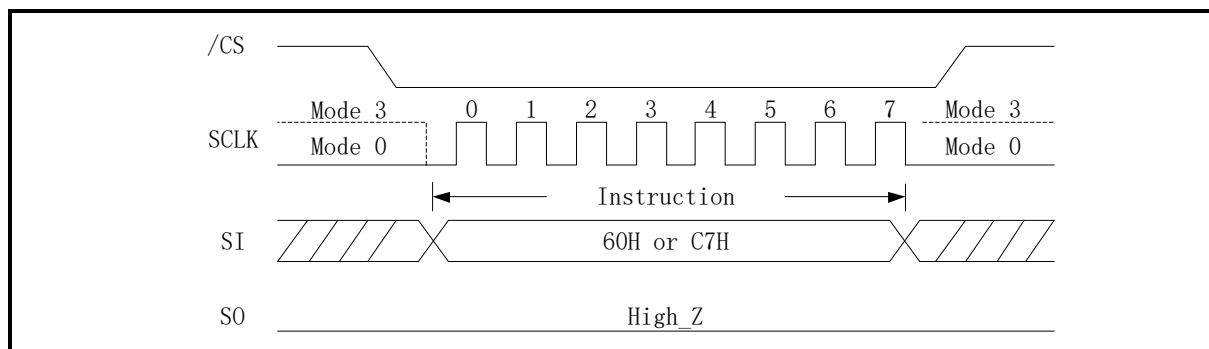 /CS
Mode 3 0 1 2 3 4 5 6 7 Mode 3
SCLK
Mode 0 Mode 0
Instruction
SI 60H or C7H
SO High_Z